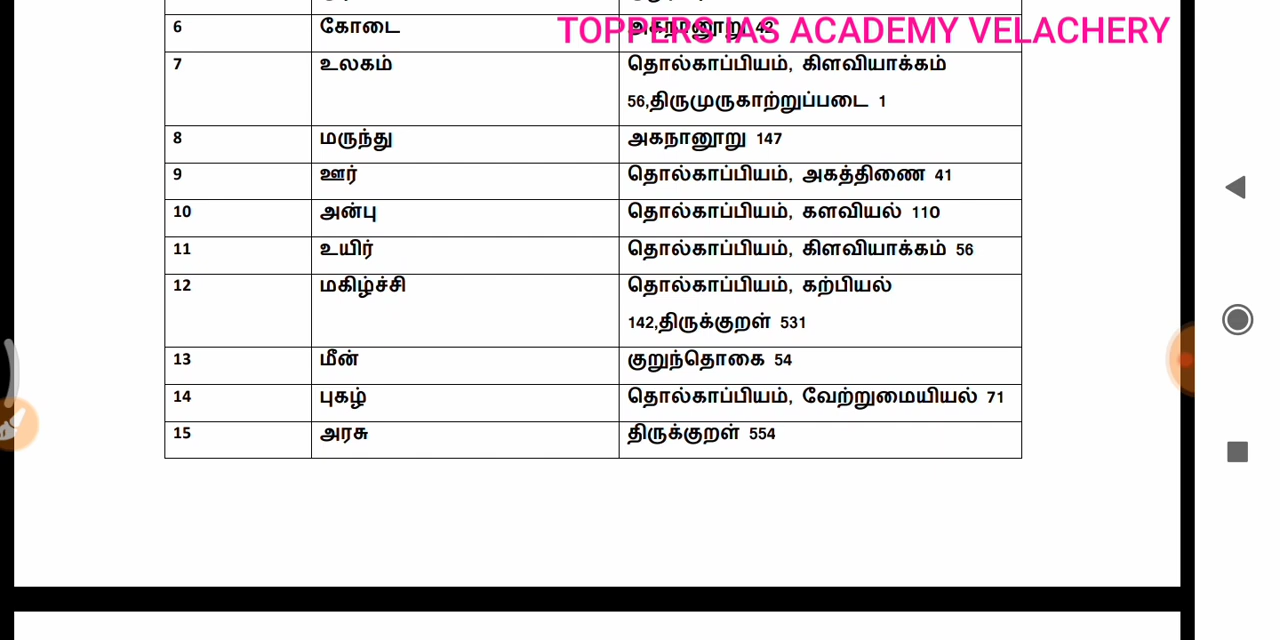 TOPPERS IAS ACADEMY VELACHERY
6 கோடை அகநானூறு 42
7 உலகம் தொல்காப்பியம், கிளவியாக்கம்
56,திருமுருகாற்றுப்படை 1
8 மருந்து அகநானூறு 147
9 ஊர் தொல்காப்பியம், அகத்திணை 41
10 அன்பு தொல்காப்பியம், களவியல் 110
11 உயிர் தொல்காப்பியம், கிளவியாக்கம் 56
12 மகிழ்ச்சி தொல்காப்பியம், கற்பியல்
142,திருக்குறள் 531
13 மீன் குறுந்தொகை 54
14 புகழ் தொல்காப்பியம், வேற்றுமையியல் 71
15 அரசு திருக்குறள் 554